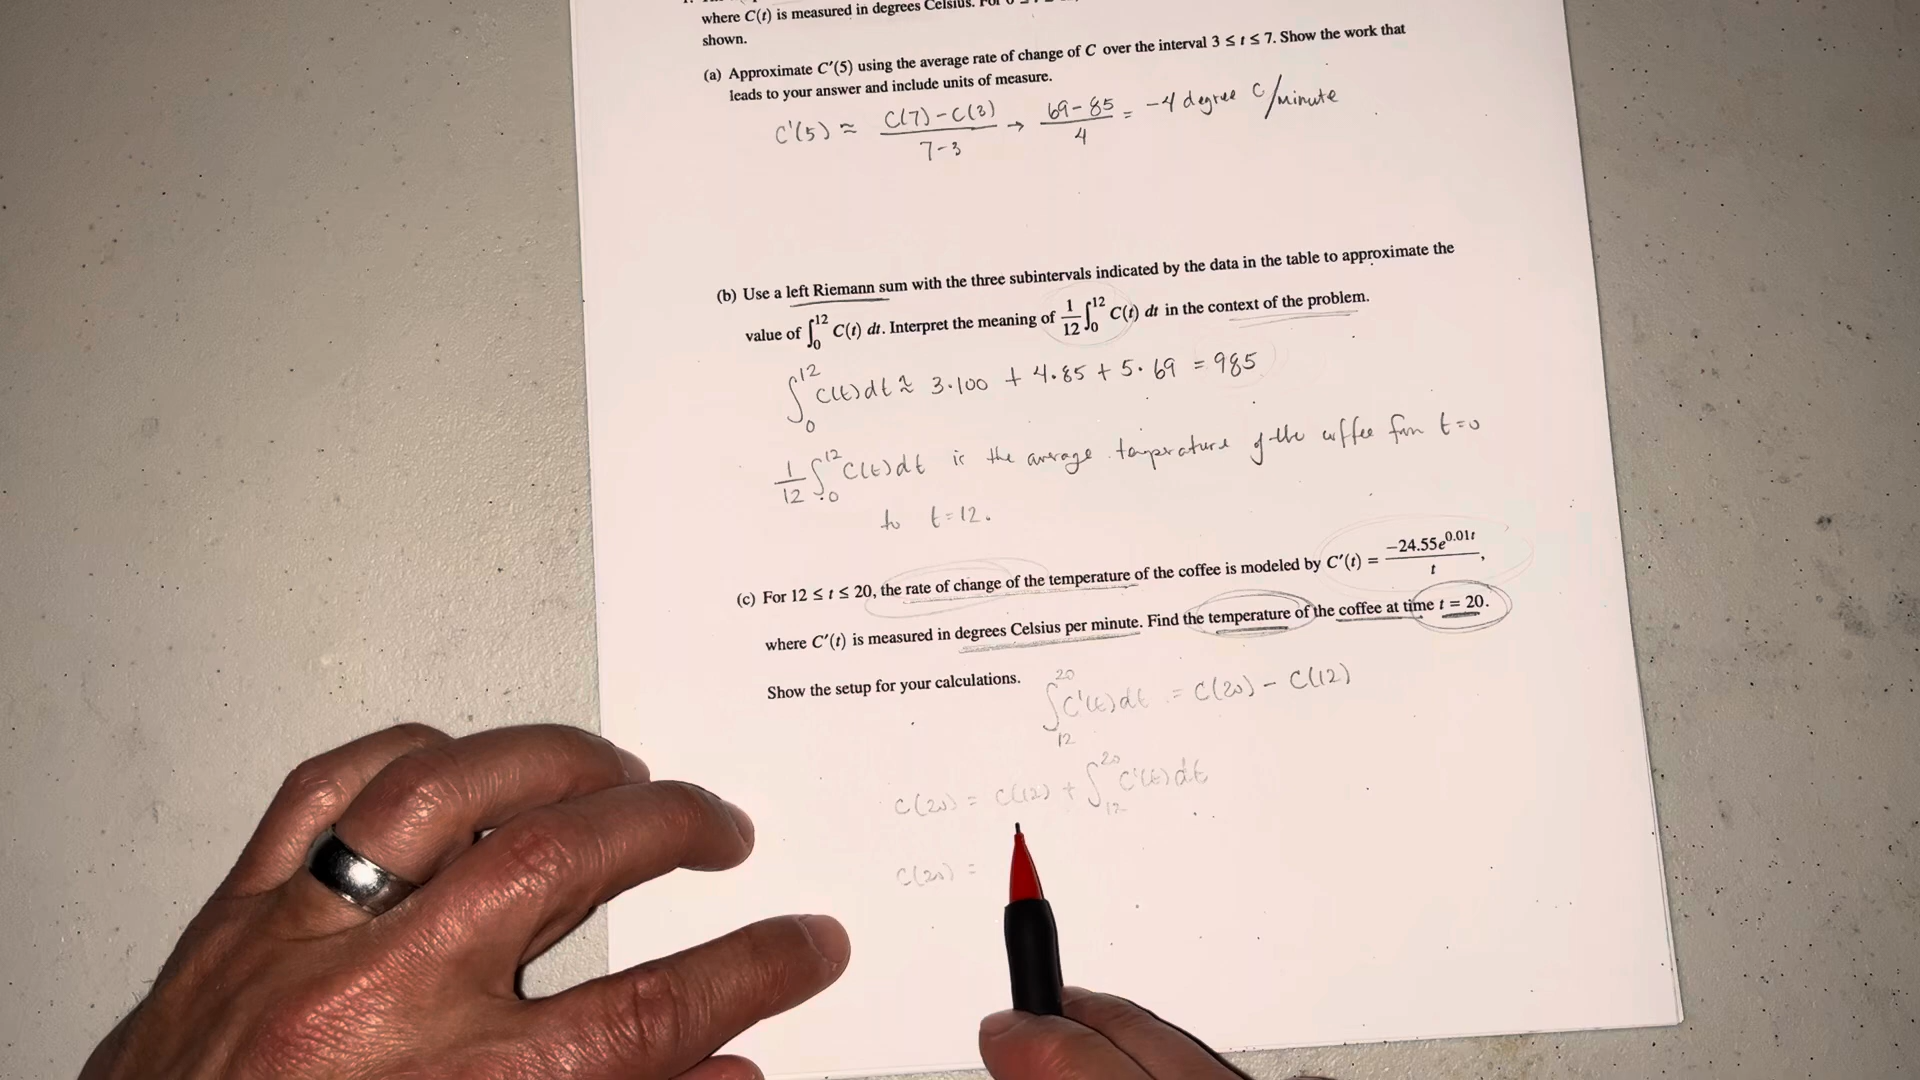 where C(t) is measured in degrees Celsius. For 0 ≤
shown.
(a) Approximate C′(5) using the average rate of change of C over the interval 3 ≤ t ≤ 7. Show the work that
leads to your answer and include units of measure.
C'(5) ≈ C(7)-C(3) / 7-3 → 69-85 / 4 = -4 degree C/minute
(b) Use a left Riemann sum with the three subintervals indicated by the data in the table to approximate the
value of ∫₀¹² C(t) dt. Interpret the meaning of 1/12 ∫₀¹² C(t) dt in the context of the problem.
∫₀¹² C(t)dt ≈ 3·100 + 4·85 + 5·69 = 985
1/12 ∫₀¹² C(t)dt is the average temperature of the coffee from t=0
to t=12.
(c) For 12 ≤ t ≤ 20, the rate of change of the temperature of the coffee is modeled by C′(t) = -24.55e^0.01t / t,
where C′(t) is measured in degrees Celsius per minute. Find the temperature of the coffee at time t = 20.
Show the setup for your calculations.
∫₁₂²⁰ C'(t)dt = C(20) - C(12)
C(20) = C(12) + ∫₁₂²⁰ C'(t)dt
C(20) =